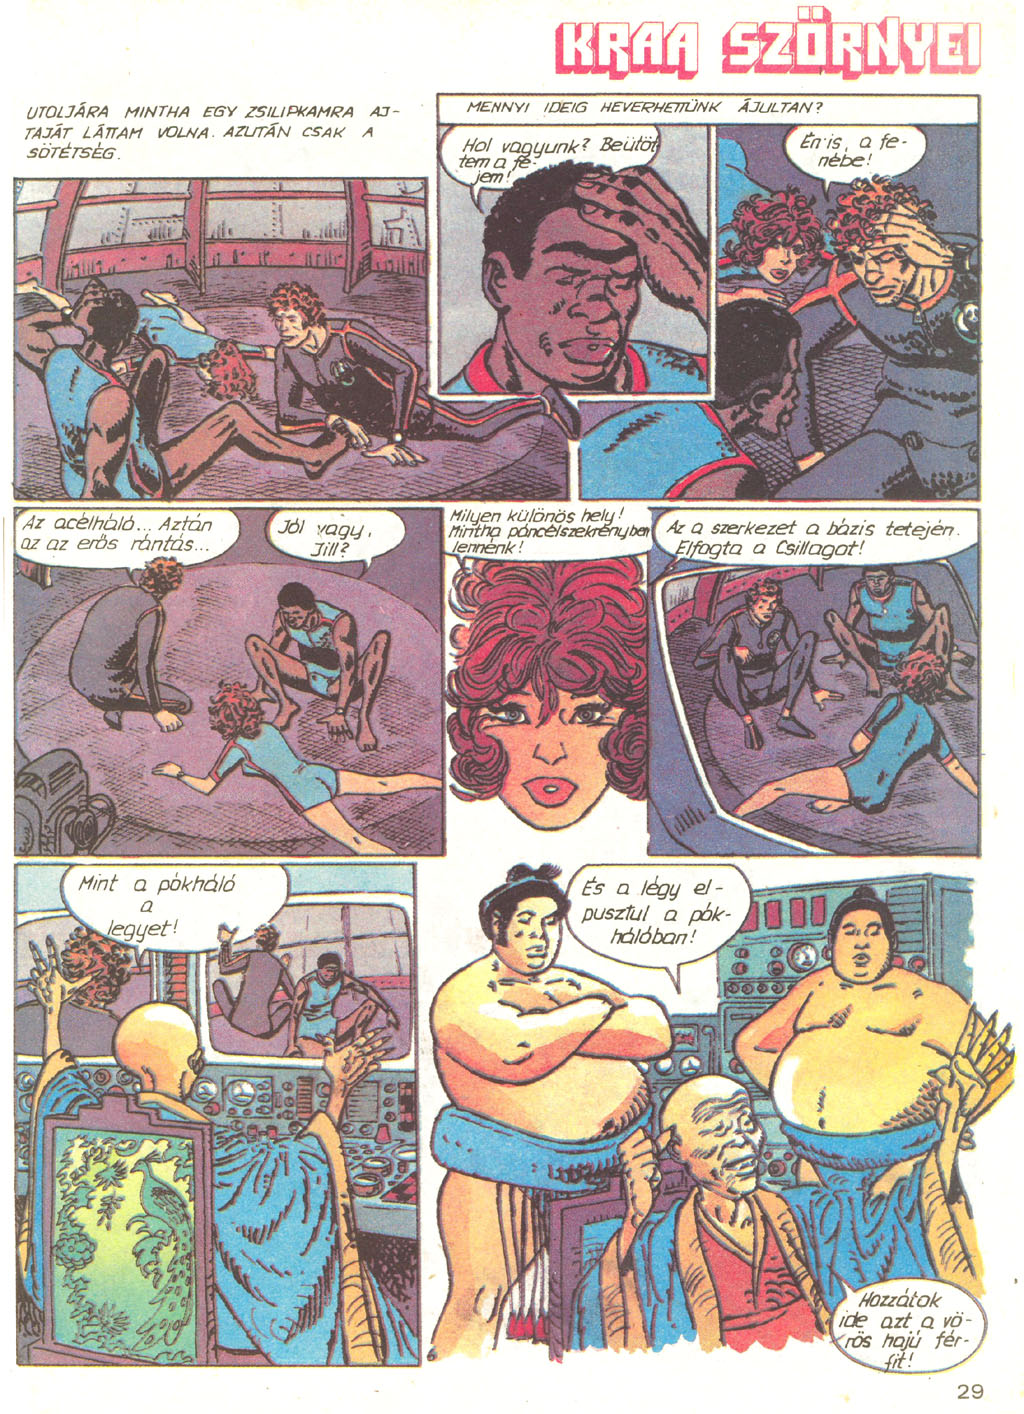 KRAA SZÖRNYEI
UTOLJÁRA MINTHA EGY ZSILIPKAMRA AJ-
TAJÁT LÁTTAM VOLNA. AZUTÁN CSAK A
SÖTÉTSÉG.
MENNYI IDEIG HEVERHETTÜNK ÁJULTAN?
Hol vagyunk? Beütöt
tem a fe-
jem!
Én is, a fe-
nébe!
Az acélháló... Aztán
az az erős rántás...
Jól vagy,
Jill?
Milyen különös hely!
Mintha páncélszekrényben
lennénk!
Az a szerkezet a bázis tetején.
Elfogta a Csillagot!
Mint a pókháló
a
legyet!
És a légy el-
pusztul a pók-
hálóban!
Hozzátok
ide azt a vö-
rös hajú fér-
fit!
29